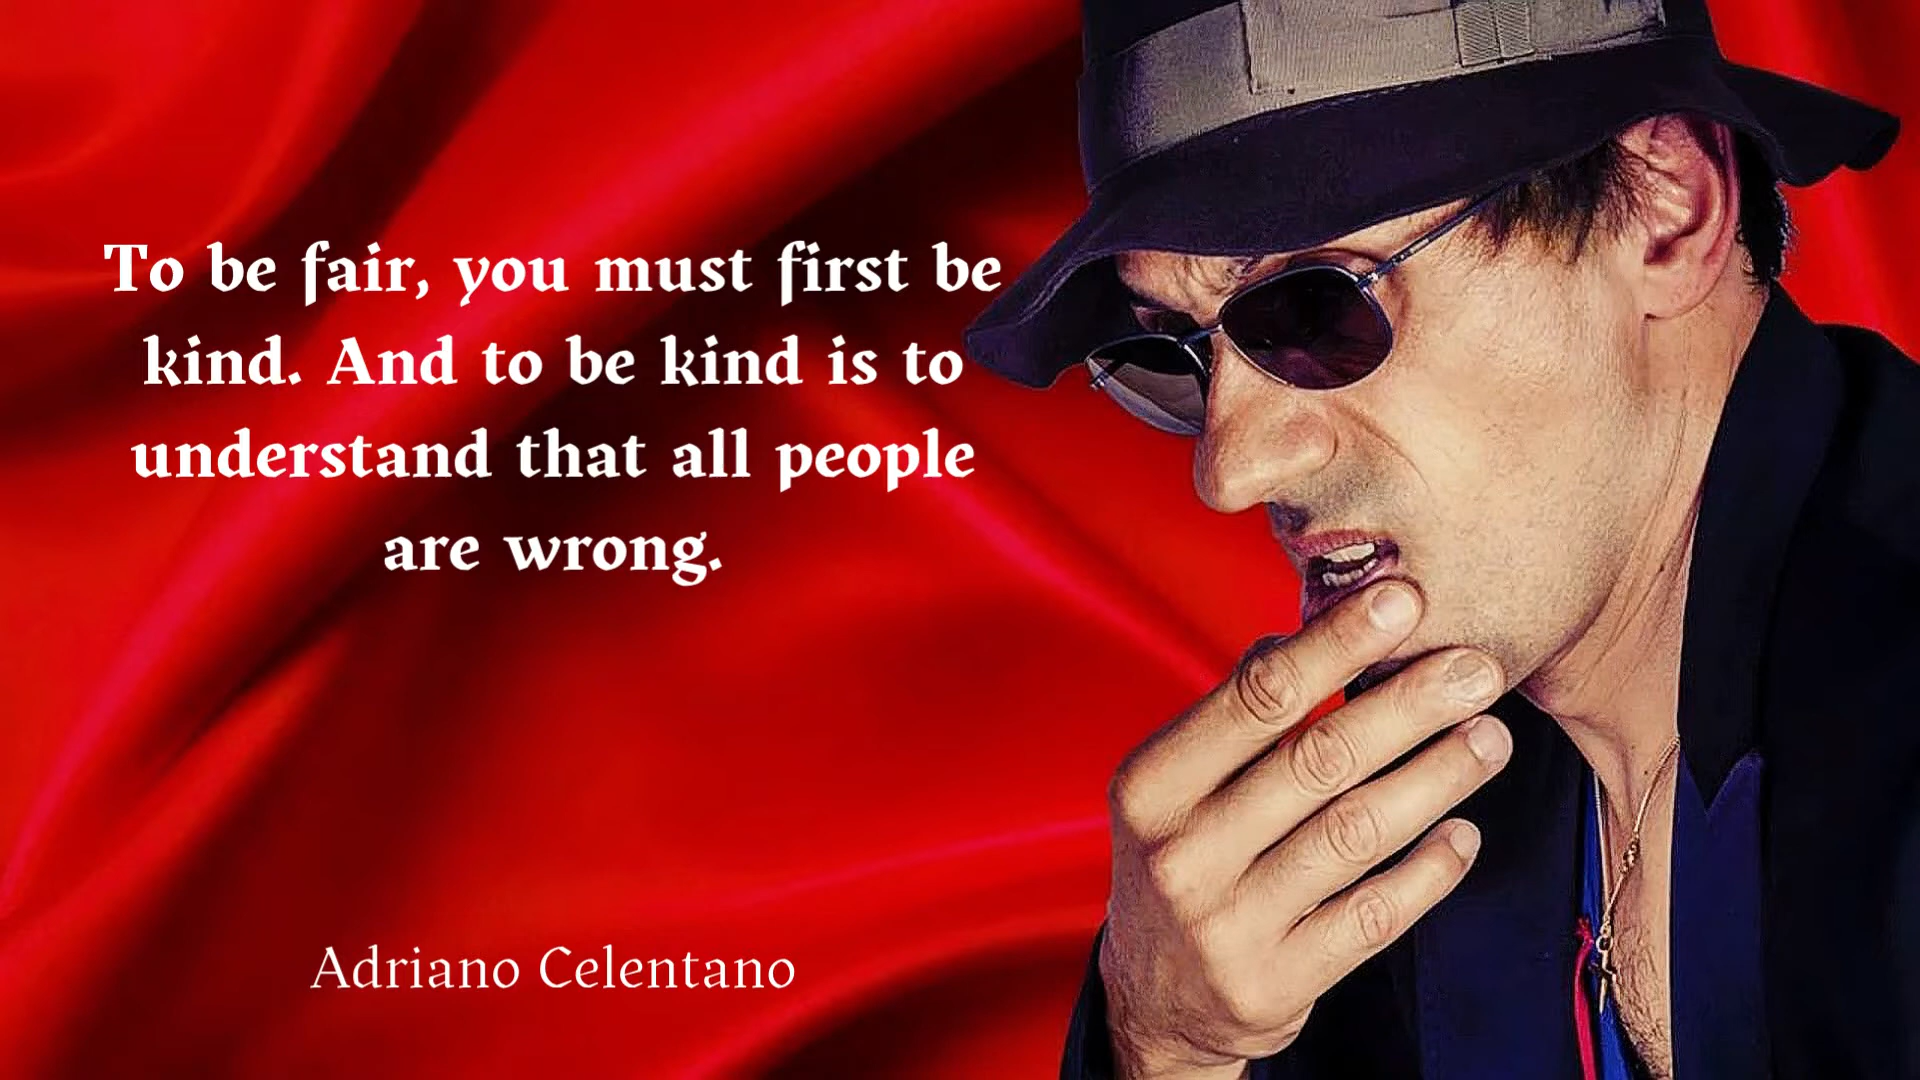 To be fair, you must first be
kind. And to be kind is to
understand that all people
are wrong.
Adriano Celentano